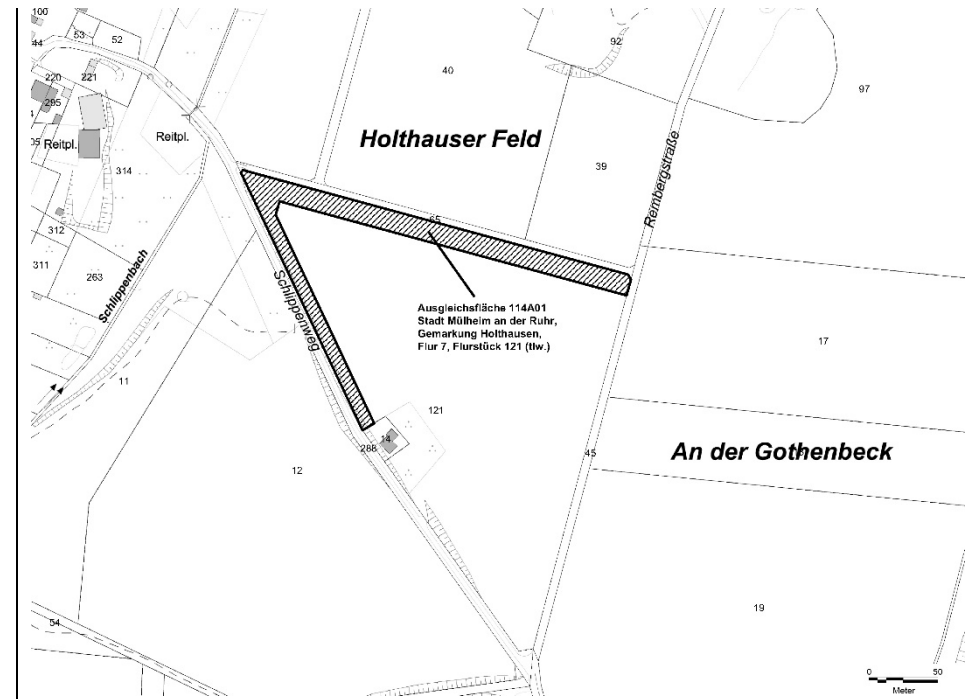 100
53
52
44
220
221
295
Reitpl.
Reitpl.
314
312
311
263
Schlippenbach
11
12
54
40
92
97
Holthauser Feld
39
Rembergstraße
65
Schlippenweg
Ausgleichsfläche 114A01
Stadt Mülheim an der Ruhr,
Gemarkung Holthausen,
Flur 7, Flurstück 121 (tlw.)
17
121
14
288
45
An der Gothenbeck
19
0 50
Meter